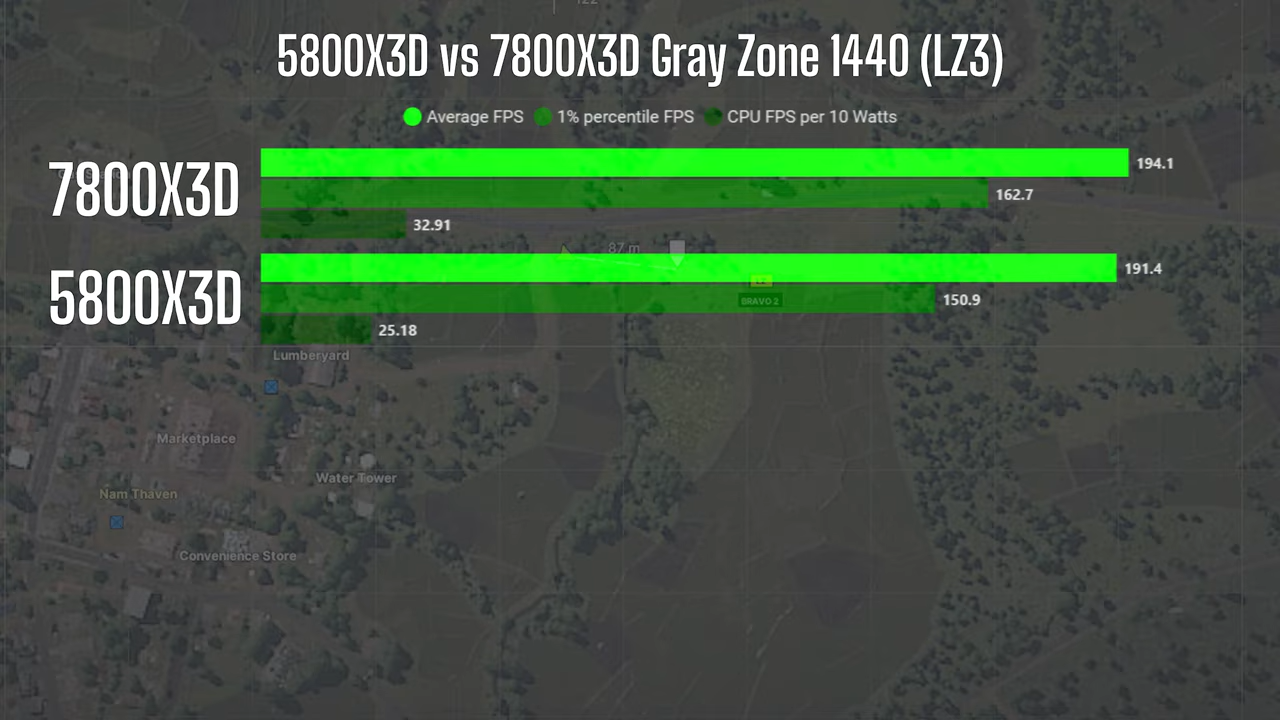 5800X3D vs 7800X3D Gray Zone 1440 (LZ3)
Average FPS 1% percentile FPS CPU FPS per 10 Watts
7800X3D
194.1
162.7
32.91
87 m
5800X3D
191.4
BRAVO 2
150.9
25.18
Lumberyard
Marketplace
Water Tower
Nam Thaven
Convenience Store